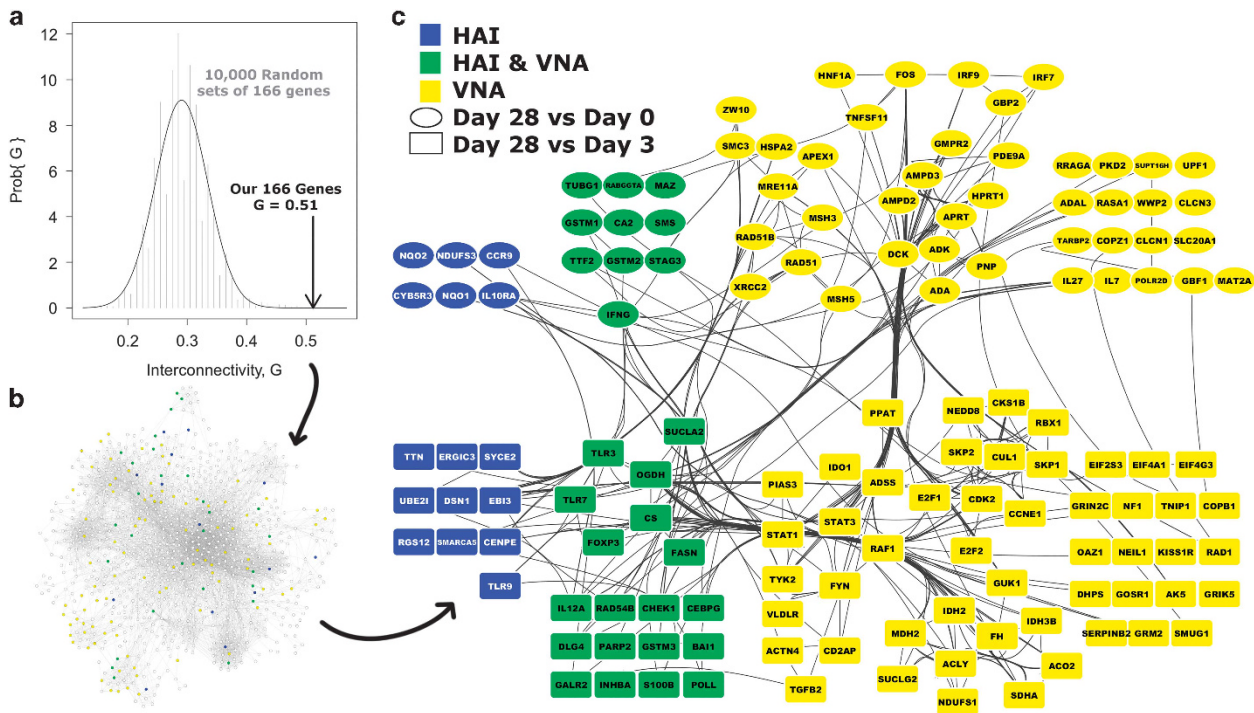 a
12
10
8
6
4
2
0
Prob{ G }
10,000 Random
sets of 166 genes
Our 166 Genes
G = 0.51
0.2 0.3 0.4 0.5
Interconnectivity, G
b
c
HAI
HAI & VNA
VNA
Day 28 vs Day 0
Day 28 vs Day 3
HNF1A FOS IRF9 IRF7
ZW10 TNFSF11 GBP2
SMC3 HSPA2 APEX1 GMPR2 PDE9A
TUBG1 RABGGTA MAZ MRE11A AMPD3 HPRT1
RRAGA PKD2 SUPT16H UPF1
GSTM1 CA2 SMS MSH3 AMPD2 APRT
ADAL RASA1 WWP2 CLCN3
RAD51B DCK ADK
TARBP2 COPZ1 CLCN1 SLC20A1
NQO2 NDUFS3 CCR9 TTF2 GSTM2 STAG3 RAD51 PNP
XRCC2 ADA IL27 IL7 POLR2D GBF1 MAT2A
CYB5R3 NQO1 IL10RA IFNG MSH5
PPAT NEDD8 CKS1B RBX1
SUCLA2
TTN ERGIC3 SYCE2 TLR3 SKP2 CUL1 SKP1
IDO1 EIF2S3 EIF4A1 EIF4G3
OGDH PIAS3 ADSS
UBE2I DSN1 EBI3 TLR7 E2F1 CDK2 CCNE1
GRIN2C NF1 TNIP1 COPB1
CS STAT3
RGS12 SMARCA5 CENPE FOXP3 STAT1 RAF1 E2F2
FASN OAZ1 NEIL1 KISS1R RAD1
TLR9 TYK2 FYN GUK1
DHPS GOSR1 AK5 GRIK5
IL12A RAD54B CHEK1 CEBPG VLDLR IDH2 IDH3B
MDH2 FH SERPINB2 GRM2 SMUG1
DLG4 PARP2 GSTM3 BAI1 ACTN4 CD2AP
ACLY ACO2
GALR2 INHBA S100B POLL TGFB2 SUCLG2 SDHA
NDUFS1